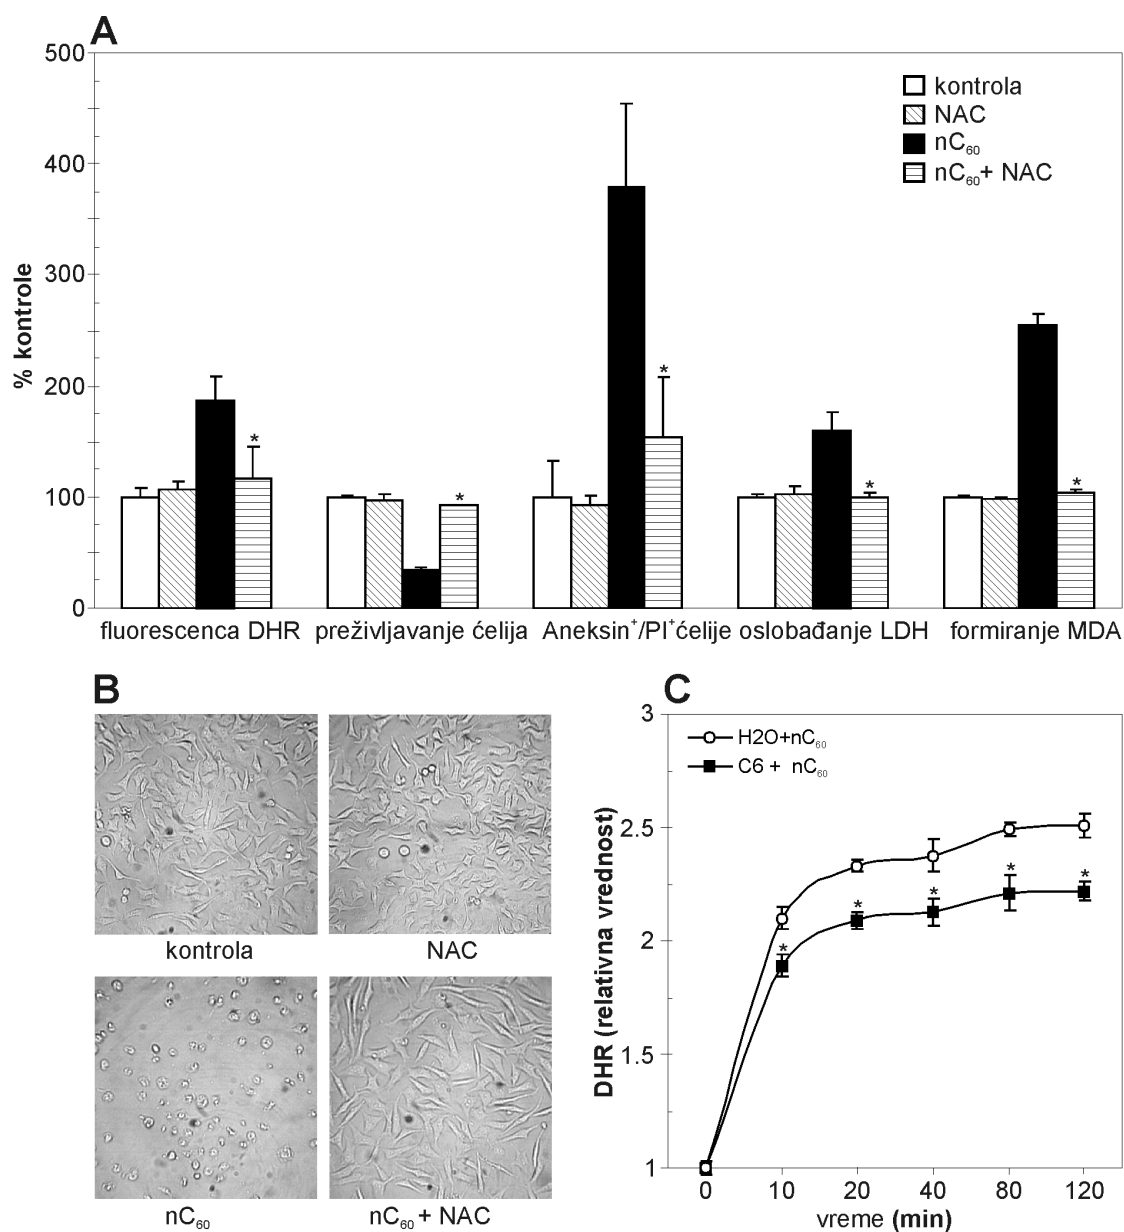 A
500
400
300
200
100
0
% kontrole
kontrola
NAC
nC60
nC60+ NAC
*
*
*
*
*
fluorescenca DHR
preživljavanje ćelija
Aneksin+/PI+ćelije
oslobađanje LDH
formiranje MDA
B
kontrola
NAC
nC60
nC60 + NAC
C
3
2.5
2
1.5
1
DHR (relativna vrednost)
H2O+nC60
C6 + nC60
*
*
*
*
*
0 10 20 40 80 120
vreme (min)